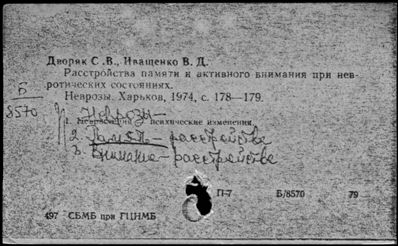 Дворяк С. В., Иващенко В. Д.
Расстройства памяти и активного внимания при нев-
ротических состояниях.
Неврозы. Харьков, 1974, с. 178—179.
Б
8570
1. Неврозы —
психические изменения.
2. Память — расстройства
3. Внимание — расстройства
П-7 Б/8570 79
497 СБМБ при ГЦНМБ